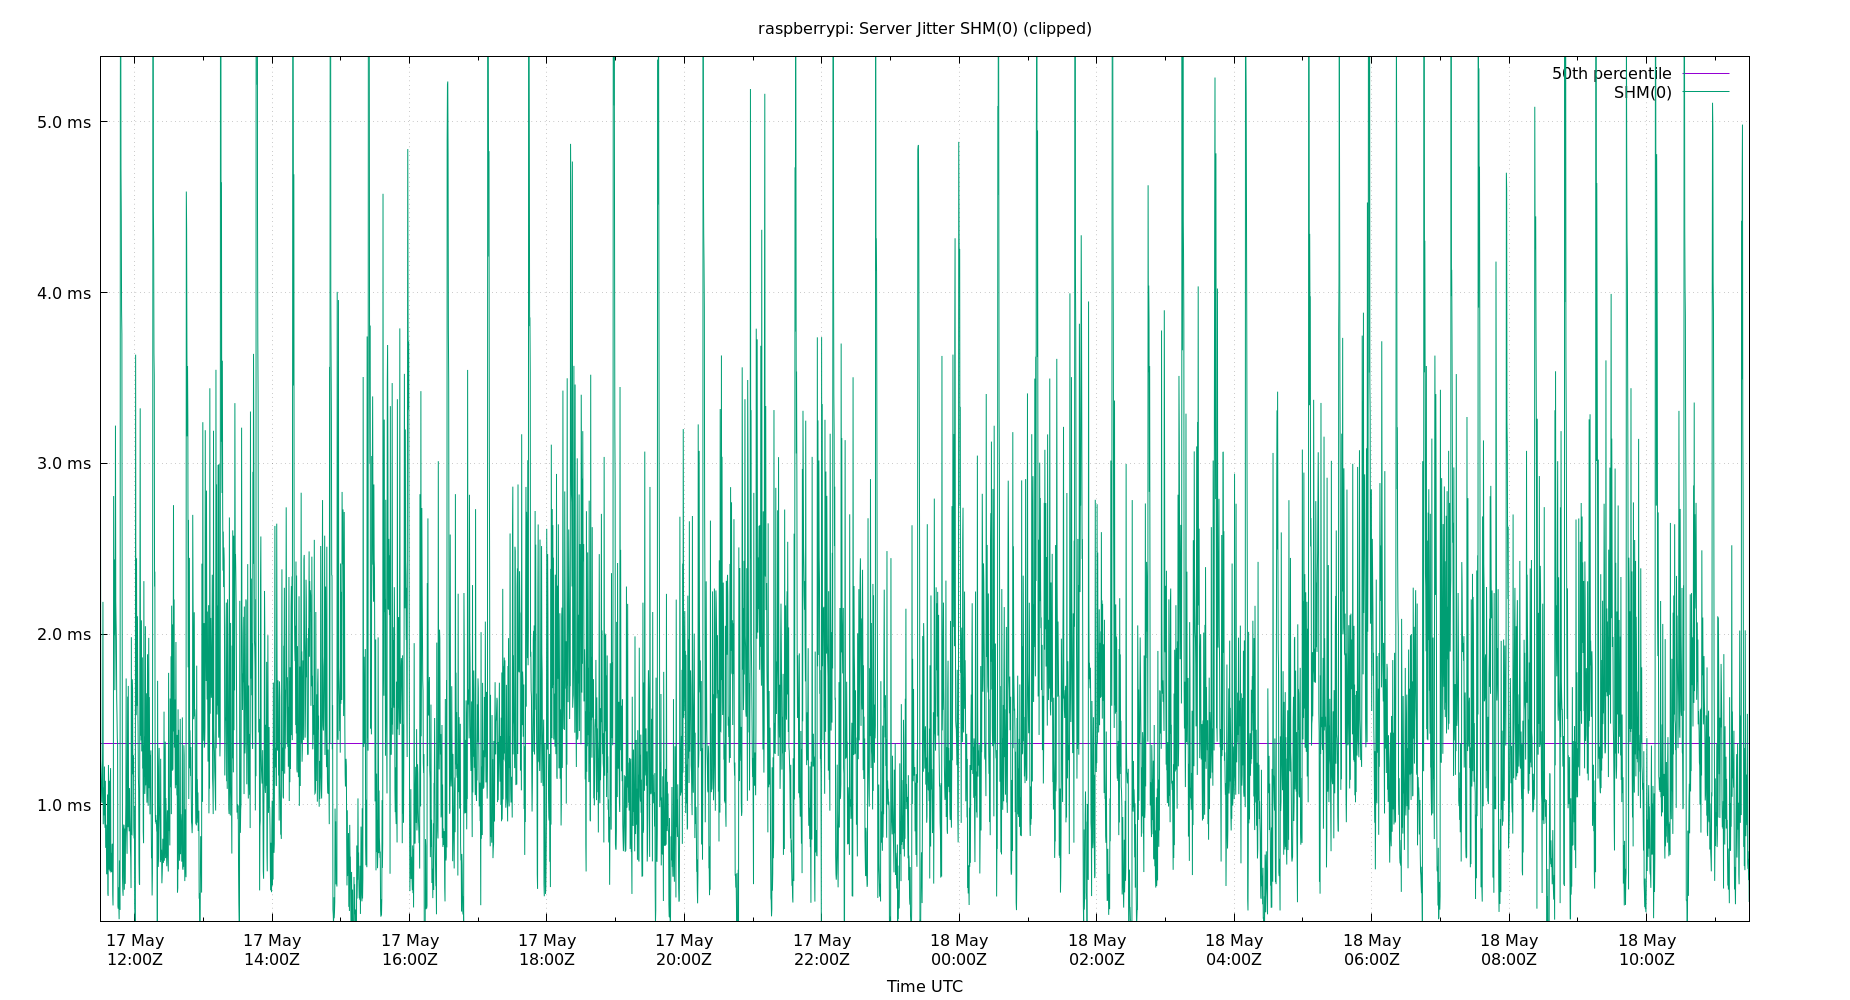 raspberrypi: Server Jitter SHM(0) (clipped)
50th percentile
SHM(0)
5.0 ms
4.0 ms
3.0 ms
2.0 ms
1.0 ms
17 May 17 May 17 May 17 May 17 May 17 May 18 May 18 May 18 May 18 May 18 May 18 May
12:00Z 14:00Z 16:00Z 18:00Z 20:00Z 22:00Z 00:00Z 02:00Z 04:00Z 06:00Z 08:00Z 10:00Z
Time UTC